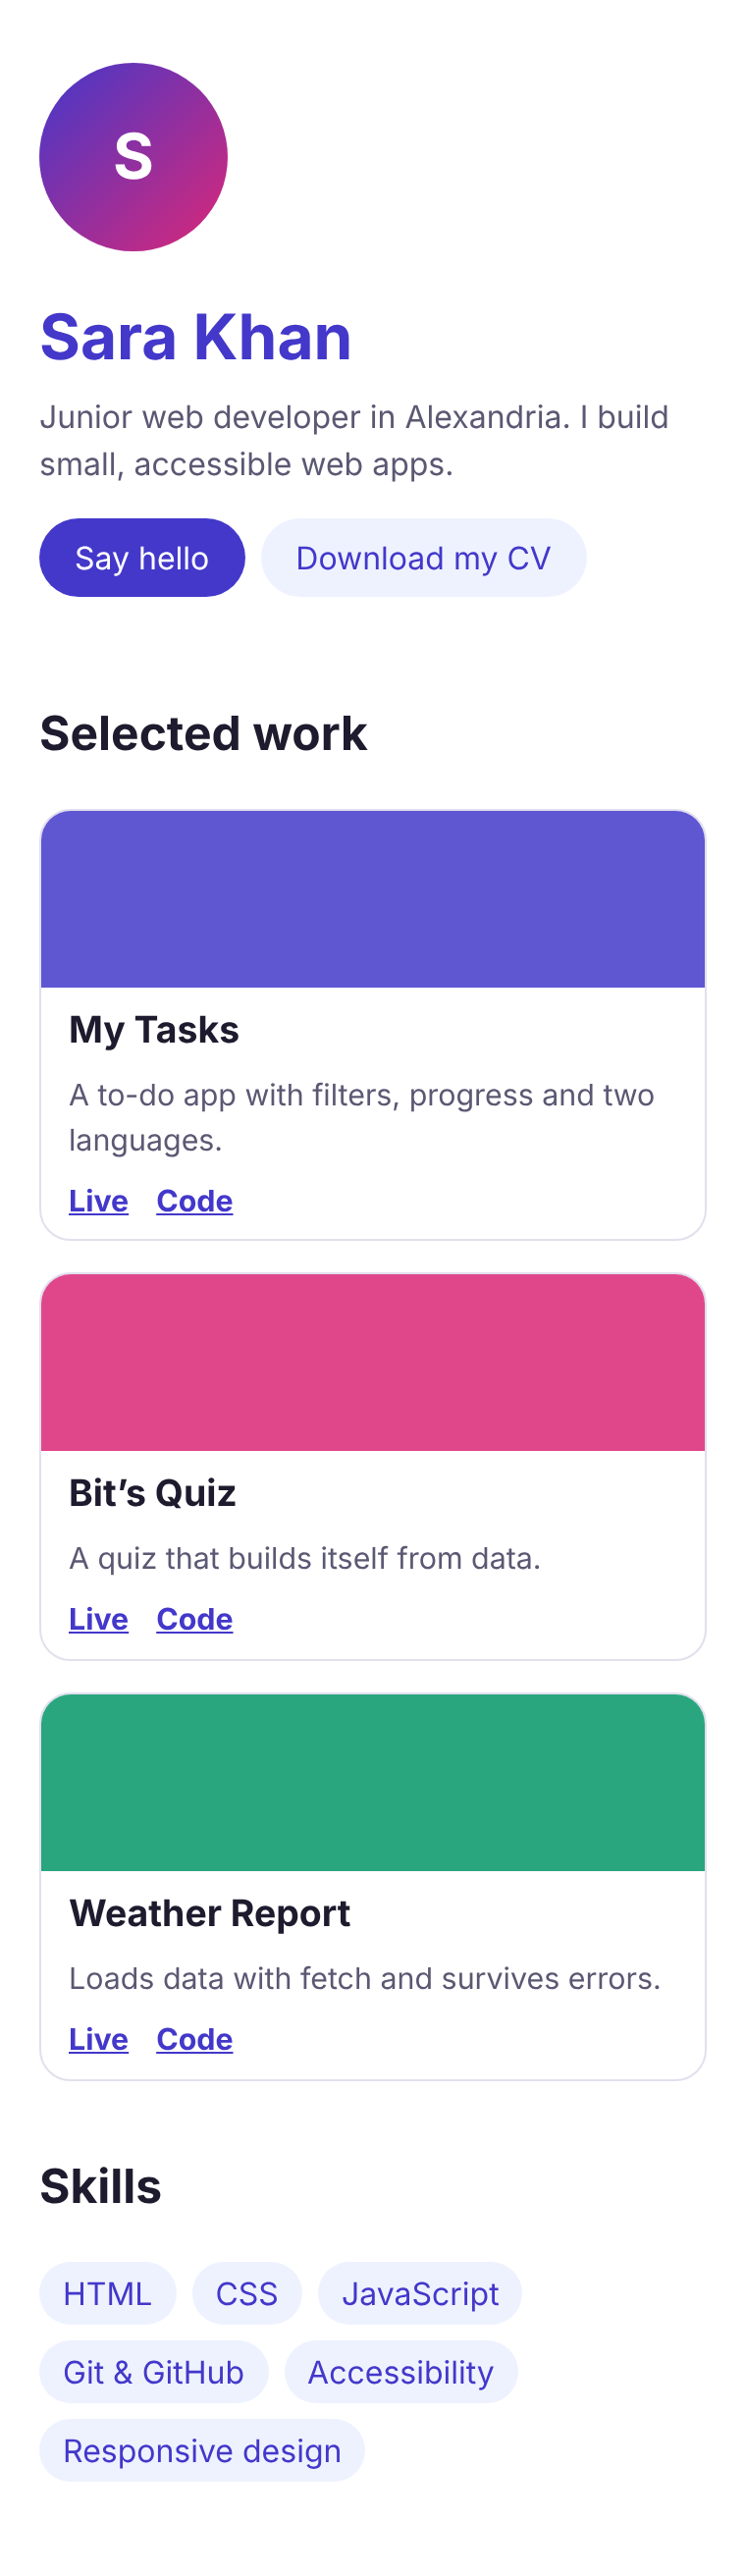 S
Sara Khan
Junior web developer in Alexandria. I build
small, accessible web apps.
Say hello
Download my CV
Selected work
My Tasks
A to-do app with filters, progress and two
languages.
Live Code
Bit’s Quiz
A quiz that builds itself from data.
Live Code
Weather Report
Loads data with fetch and survives errors.
Live Code
Skills
HTML CSS JavaScript
Git & GitHub Accessibility
Responsive design